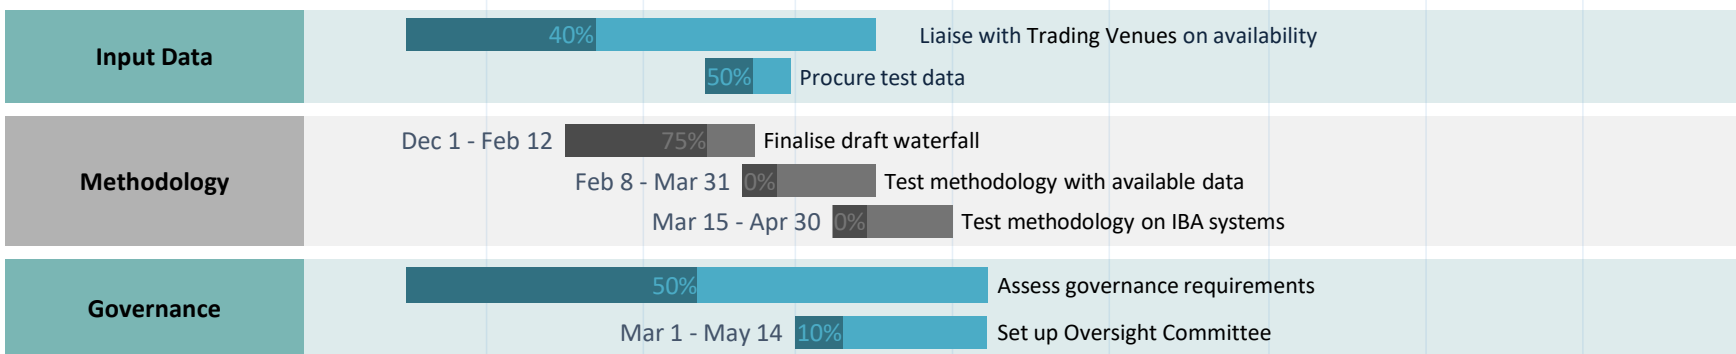 Input Data
40% Liaise with Trading Venues on availability
50% Procure test data
Methodology
Dec 1 - Feb 12 75% Finalise draft waterfall
Feb 8 - Mar 31 0% Test methodology with available data
Mar 15 - Apr 30 0% Test methodology on IBA systems
Governance
50% Assess governance requirements
Mar 1 - May 14 10% Set up Oversight Committee